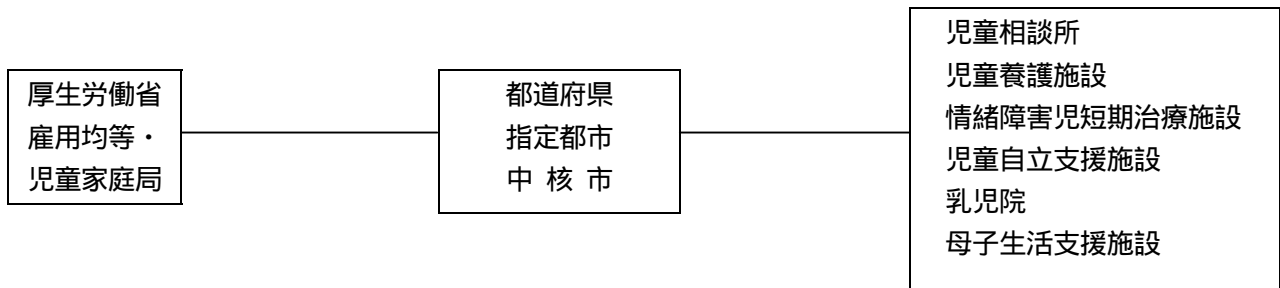 厚生労働省
雇用均等・
児童家庭局
都道府県
指定都市
中 核 市
児童相談所
児童養護施設
情緒障害児短期治療施設
児童自立支援施設
乳児院
母子生活支援施設